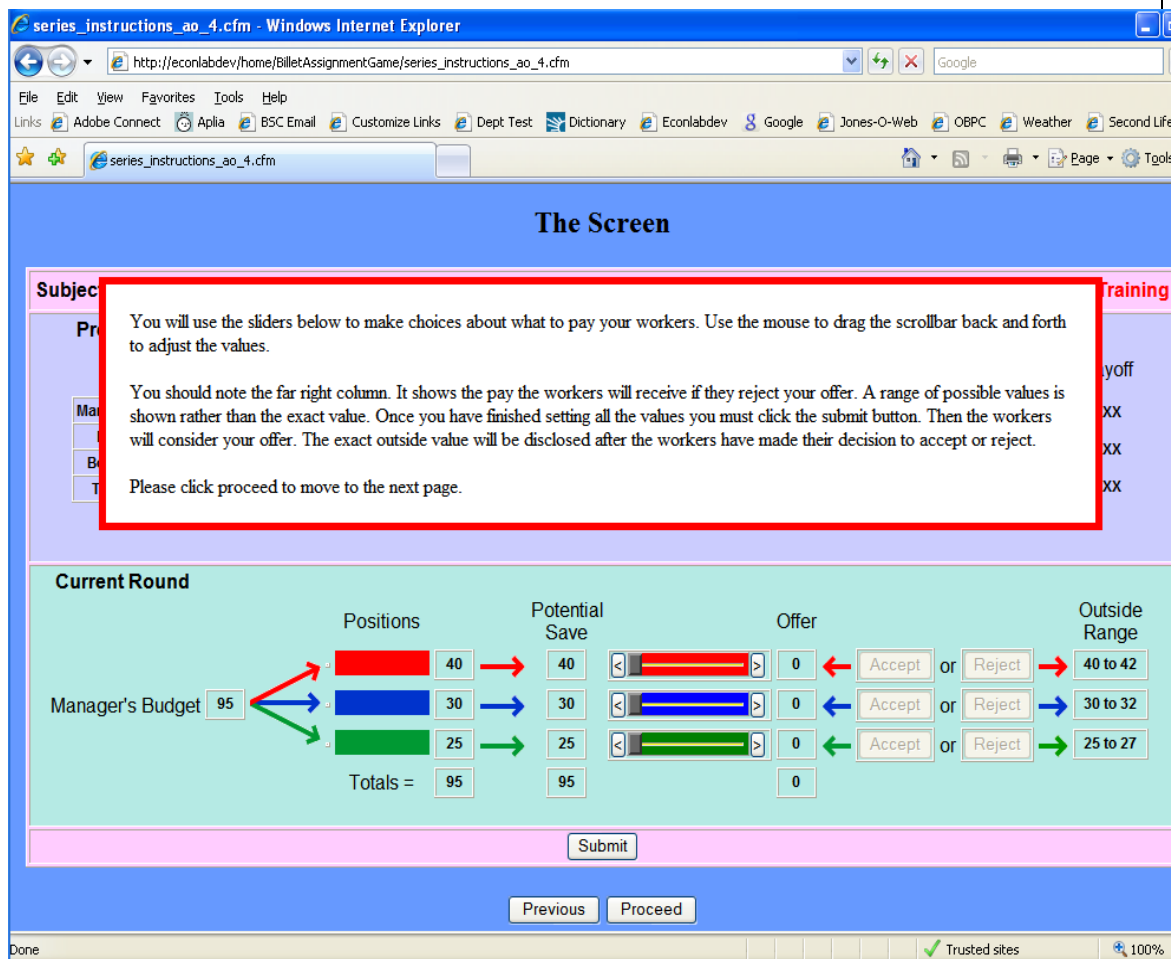 series_instructions_ao_4.cfm - Windows Internet Explorer
http://econlabdev/home/BilletAssignmentGame/series_instructions_ao_4.cfm
Google
File Edit View Favorites Tools Help
Links Adobe Connect Aplia BSC Email Customize Links Dept Test Dictionary Econlabdev Google Jones-O-Web OBPC Weather Second Life
series_instructions_ao_4.cfm
Page Tools
The Screen
Subjec Training
Pr
yoff
Ma xx
B xx
T xx
You will use the sliders below to make choices about what to pay your workers. Use the mouse to drag the scrollbar back and forth
to adjust the values.
You should note the far right column. It shows the pay the workers will receive if they reject your offer. A range of possible values is
shown rather than the exact value. Once you have finished setting all the values you must click the submit button. Then the workers
will consider your offer. The exact outside value will be disclosed after the workers have made their decision to accept or reject.
Please click proceed to move to the next page.
Current Round
Positions Potential Save Offer Outside Range
40 40 < > 0 Accept or Reject 40 to 42
Manager's Budget 95 30 30 < > 0 Accept or Reject 30 to 32
25 25 < > 0 Accept or Reject 25 to 27
Totals = 95 95 0
Submit
Previous Proceed
Done Trusted sites 100%